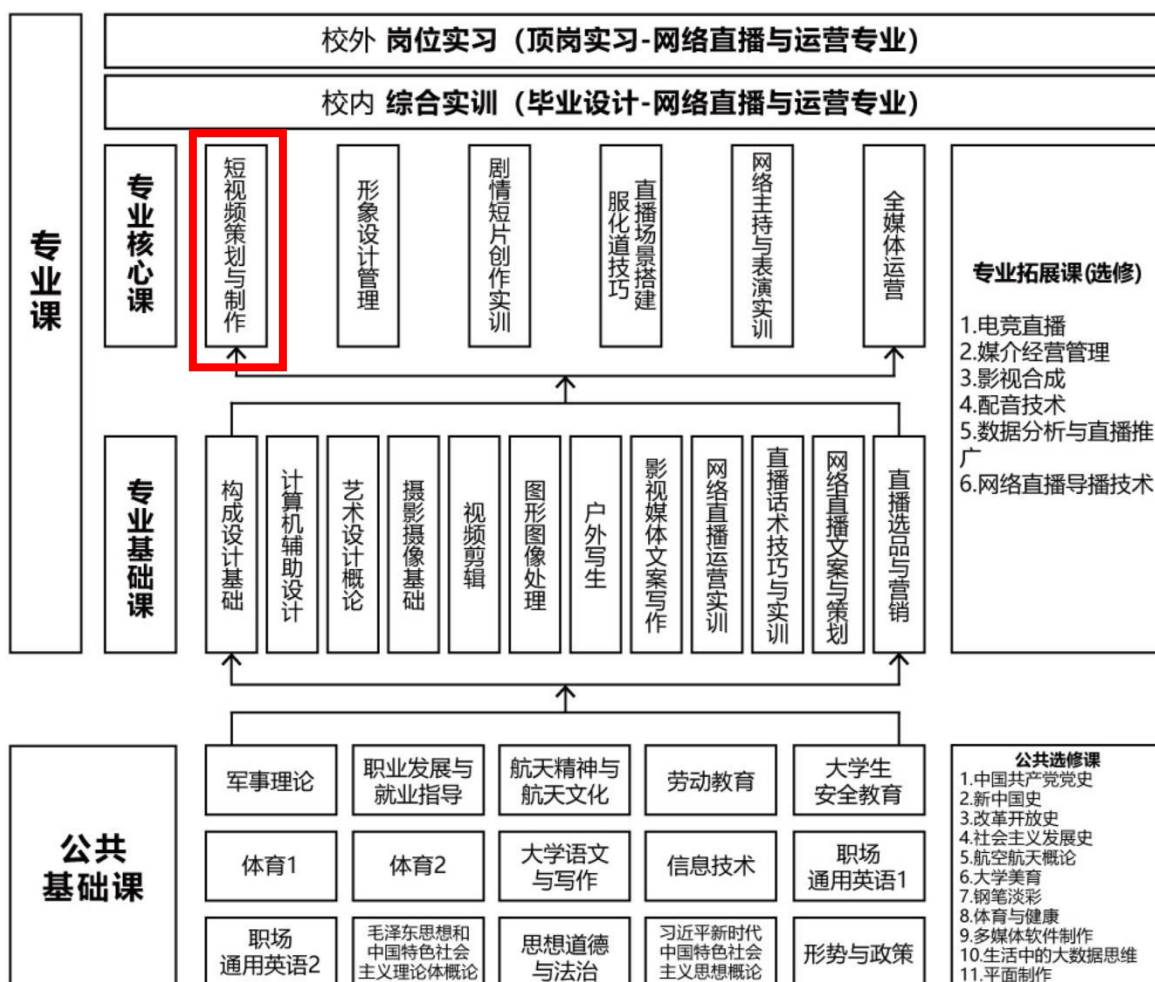 校外 岗位实习（顶岗实习-网络直播与运营专业）
校内 综合实训（毕业设计-网络直播与运营专业）
专业课
专业核心课
短视频策划与制作
形象设计管理
剧情短片创作实训
直播场景搭建
服化道技巧
网络主持与表演实训
全媒体运营
专业拓展课(选修)
1.电竞直播
2.媒介经营管理
3.影视合成
4.配音技术
5.数据分析与直播推
广
6.网络直播导播技术
专业基础课
构成设计基础
计算机辅助设计
艺术设计概论
摄影摄像基础
视频剪辑
图形图像处理
户外写生
影视媒体文案写作
网络直播运营实训
直播话术技巧与实训
网络直播文案与策划
直播选品与营销
公共
基础课
军事理论
职业发展与
就业指导
航天精神与
航天文化
劳动教育
大学生
安全教育
体育1
体育2
大学语文
与写作
信息技术
职场
通用英语1
职场
通用英语2
毛泽东思想和
中国特色社会
主义理论体概论
思想道德
与法治
习近平新时代
中国特色社会
主义思想概论
形势与政策
公共选修课
1.中国共产党党史
2.新中国史
3.改革开放史
4.社会主义发展史
5.航空航天概论
6.大学美育
7.钢笔淡彩
8.体育与健康
9.多媒体软件制作
10.生活中的大数据思维
11.平面制作